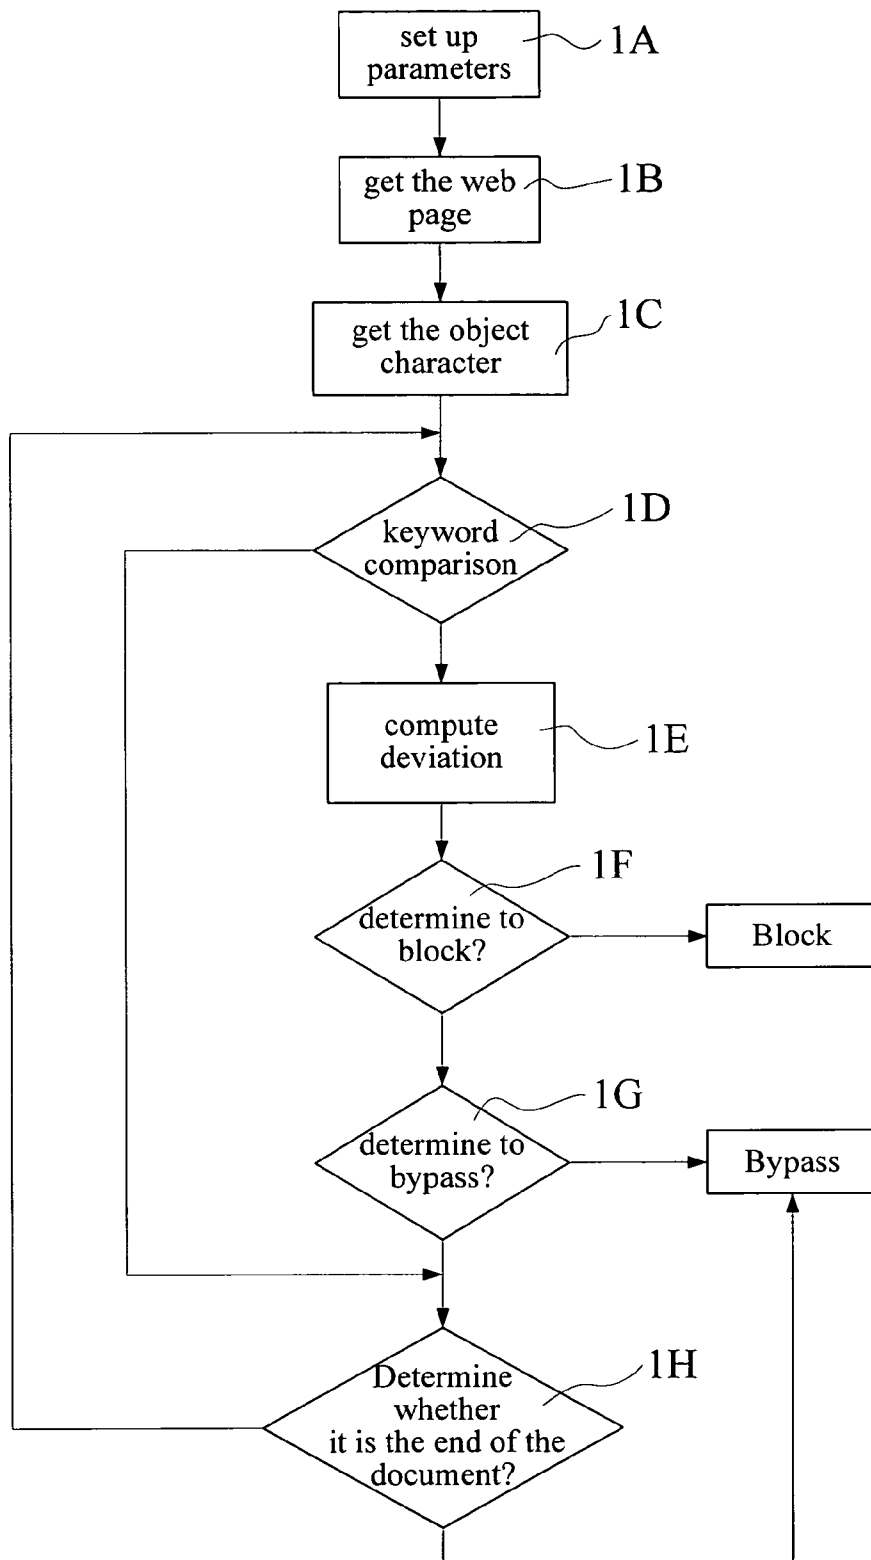 set up
parameters
1A
get the web
page
1B
get the object
character
1C
keyword
comparison
1D
compute
deviation
1E
determine to
block?
1F
Block
determine to
bypass?
1G
Bypass
Determine
whether
it is the end of the
document?
1H